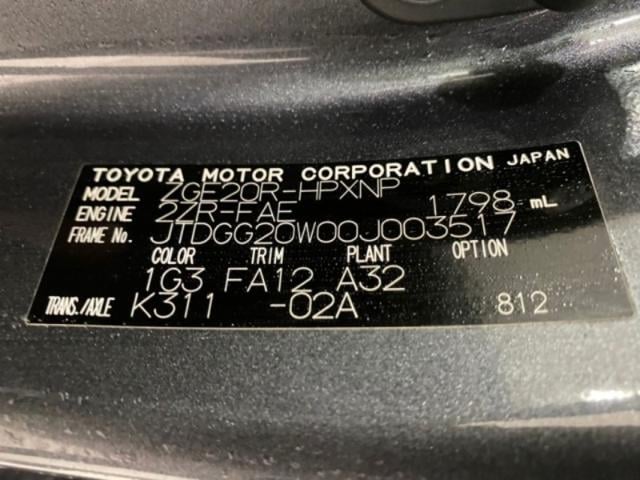 TOYOTA MOTOR CORPORATION JAPAN
MODEL ZGE20R-HPXNP
ENGINE 2ZR-FAE 1798 mL
FRAME No. JTDGG20W00J003517
COLOR TRIM PLANT OPTION
1G3 FA12 A32
TRANS./AXLE K311 -02A 812